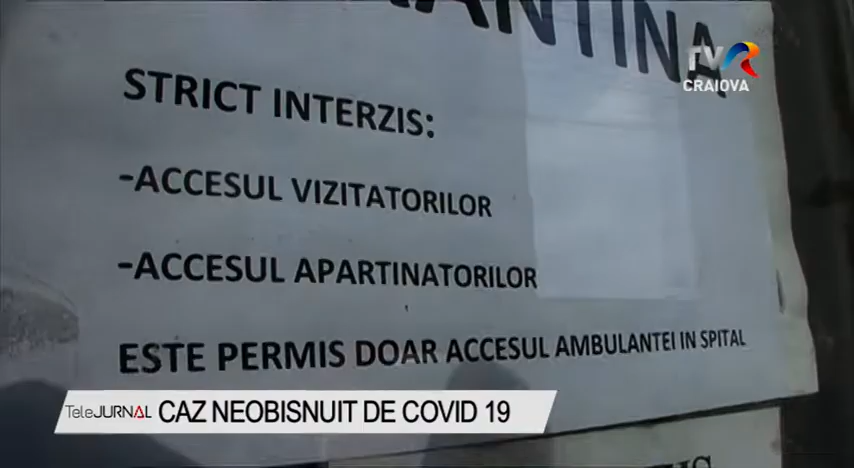 STRICT INTERZIS:
-ACCESUL VIZITATORILOR
-ACCESUL APARTINATORILOR
ESTE PERMIS DOAR ACCESUL AMBULANTEI IN SPITAL
tvr
CRAIOVA
TeleJURNAL CAZ NEOBISNUIT DE COVID 19